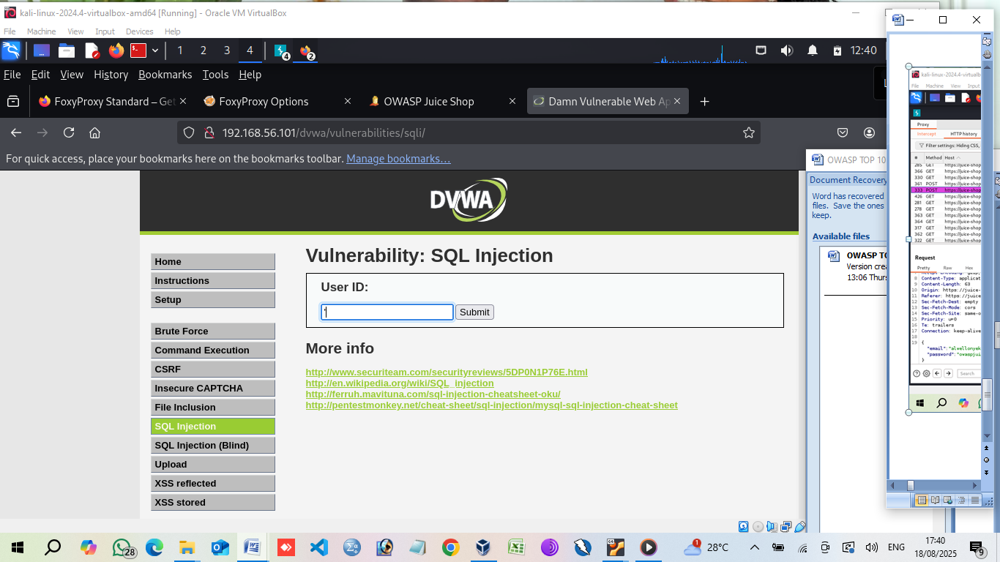 kali-linux-2024.4-virtualbox-amd64 [Running] - Oracle VM VirtualBox
File Machine View Input Devices Help
1 2 3 4 4 2 12:40
File Edit View History Bookmarks Tools Help
FoxyProxy Standard – Get
FoxyProxy Options
OWASP Juice Shop
Damn Vulnerable Web Ap
192.168.56.101/dvwa/vulnerabilities/sqli/
For quick access, place your bookmarks here on the bookmarks toolbar. Manage bookmarks…
DVWA
Home
Instructions
Setup
Brute Force
Command Execution
CSRF
Insecure CAPTCHA
File Inclusion
SQL Injection
SQL Injection (Blind)
Upload
XSS reflected
XSS stored
Vulnerability: SQL Injection
User ID:
'
Submit
More info
http://www.securiteam.com/securityreviews/5DP0N1P76E.html
http://en.wikipedia.org/wiki/SQL_injection
http://ferruh.mavituna.com/sql-injection-cheatsheet-oku/
http://pentestmonkey.net/cheat-sheet/sql-injection/mysql-sql-injection-cheat-sheet
OWASP TOP 10
Document Recovery
Word has recovered
files. Save the ones
keep.
Available files
OWASP TO
Version crea
13:06 Thurs
kali-linux-2024.4-virtualbo
File Machine View Input
Proxy
Intercept HTTP history
Filter settings: Hiding CSS,
# Method Host
285 GET https://juice-shop
366 GET https://juice-shop
330 GET https://juice-shop
361 POST https://juice-shop
333 POST https://juice-shop
426 GET https://juice-shop
281 GET https://juice-shop
278 GET https://juice-shop
363 GET https://juice-shop
364 GET https://juice-shop
317 GET https://juice-shop
362 GET https://juice-shop
322 GET https://juice-shop
Request
Pretty Raw Hex
8 Content-Type: applicat
9 Content-Length: 63
10 Origin: https://juice-
11 Referer: https://juice
12 Sec-Fetch-Dest: empty
13 Sec-Fetch-Mode: cors
14 Sec-Fetch-Site: same-o
15 Priority: u=0
16 Te: trailers
17 Connection: keep-alive
18
19 {
"email":"alwellonyek
"password":"owaspjuic
}
Search
28
64
1
28°C
ENG
17:40
18/08/2025
9